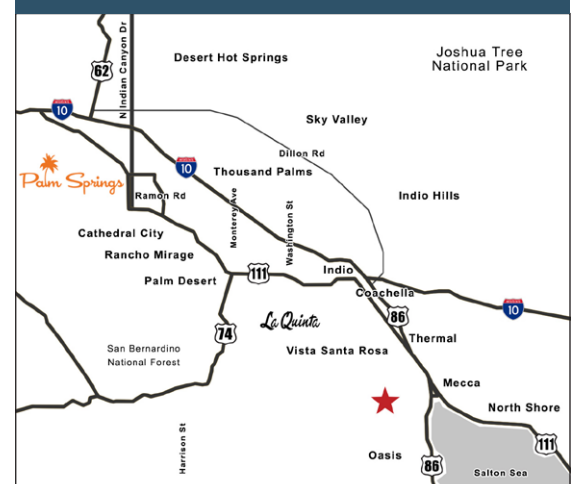 N Indian Canyon Dr
62
Desert Hot Springs
Joshua Tree
National Park
10
Sky Valley
Dillon Rd
10
Thousand Palms
Palm Springs
Ramon Rd
Monterey Ave
Washington St
Indio Hills
Cathedral City
Rancho Mirage
Palm Desert
111
Indio
Coachella
86
10
La Quinta
74
Thermal
San Bernardino
National Forest
Vista Santa Rosa
Mecca
North Shore
Harrison St
Oasis
86
111
Salton Sea